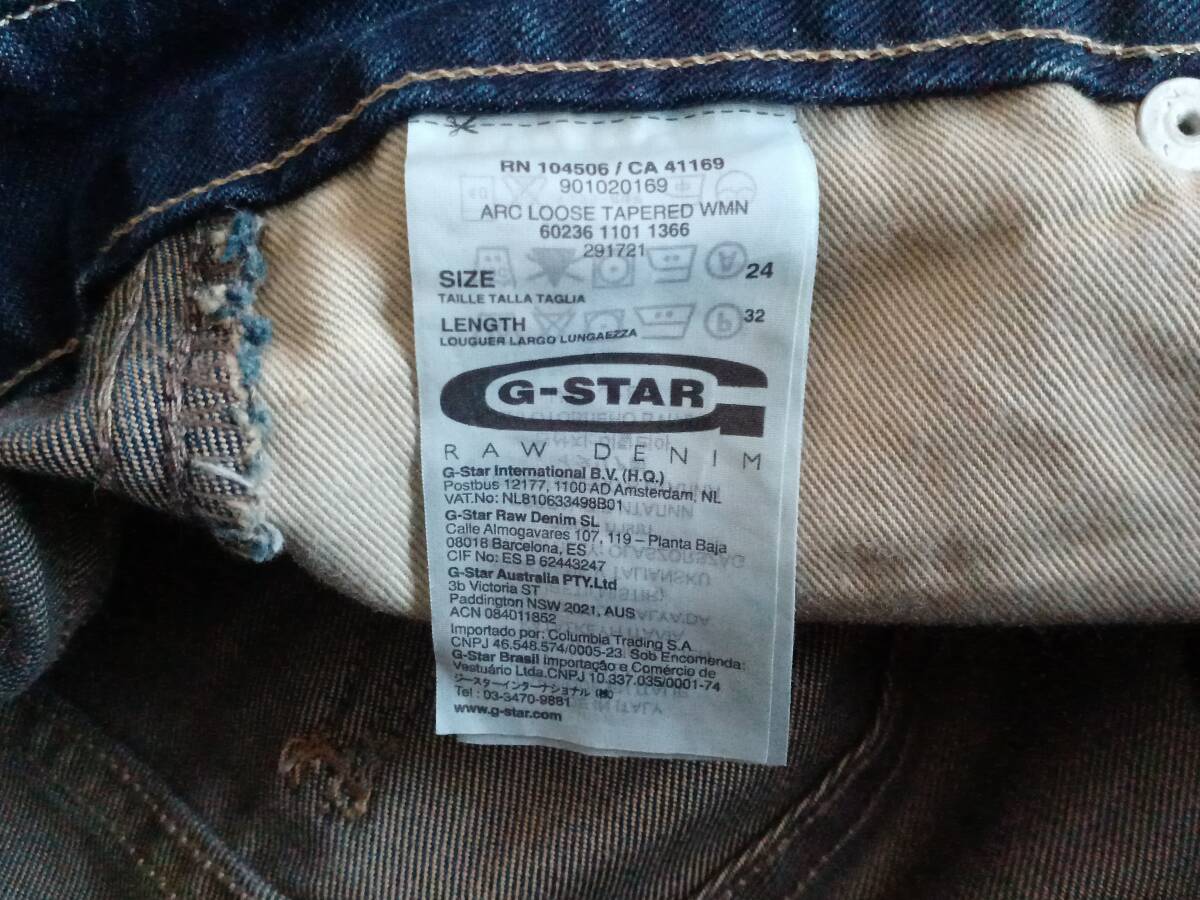 RN 104506 / CA 41169
901020169
ARC LOOSE TAPERED WMN
60236 1101 1366
291721
SIZE 24
TAILLE TALLA TAGLIA
LENGTH 32
LOUGUER LARGO LUNGAEZZA
G-STAR
RAW DENIM
G-Star International B.V. (H.Q.)
Postbus 12177, 1100 AD Amsterdam, NL
VAT.No: NL810633498B01
G-Star Raw Denim SL
Calle Almogavares 107, 119 – Planta Baja
08018 Barcelona, ES
CIF No: ES B 62443247
G-Star Australia PTY.Ltd
3b Victoria ST
Paddington NSW 2021, AUS
ACN 084011852
Importado por: Columbia Trading S.A.
CNPJ 46.548.574/0005-23. Sob Encomenda:
G-Star Brasil Importação e Comércio de
Vestuário Ltda.CNPJ 10.337.035/0001-74
ジースターインターナショナル (株)
Tel : 03-3470-9881
www.g-star.com